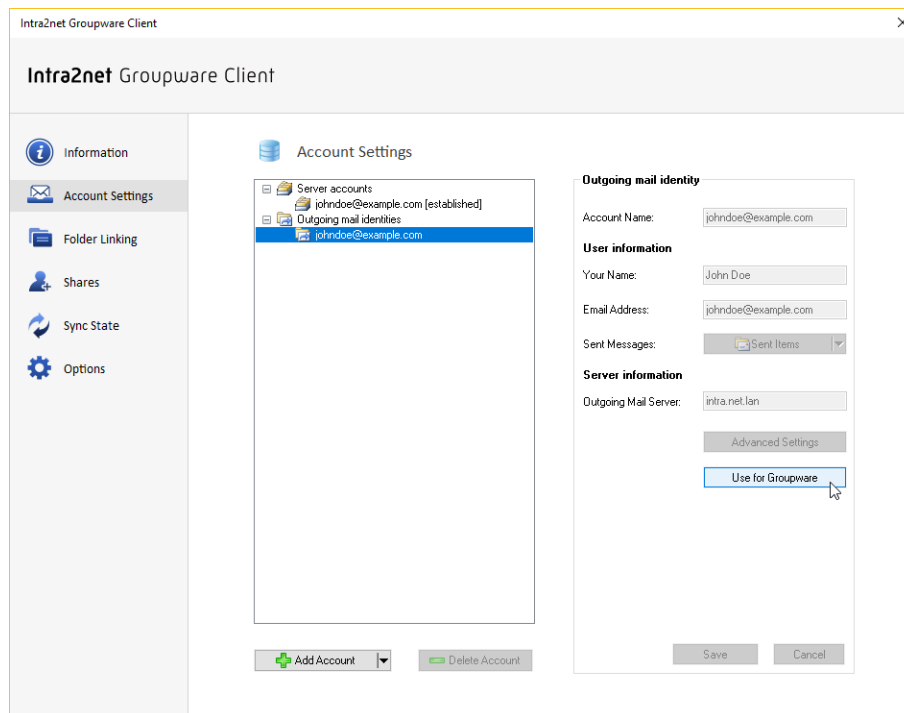 Intra2net Groupware Client
Intra2net Groupware Client
Information
Account Settings
Folder Linking
Shares
Sync State
Options
Account Settings
Server accounts
johndoe@example.com [established]
Outgoing mail identities
johndoe@example.com
Add Account
Delete Account
Outgoing mail identity
Account Name: johndoe@example.com
User information
Your Name: John Doe
Email Address: johndoe@example.com
Sent Messages: Sent Items
Server information
Outgoing Mail Server: intra.net.lan
Advanced Settings
Use for Groupware
Save Cancel